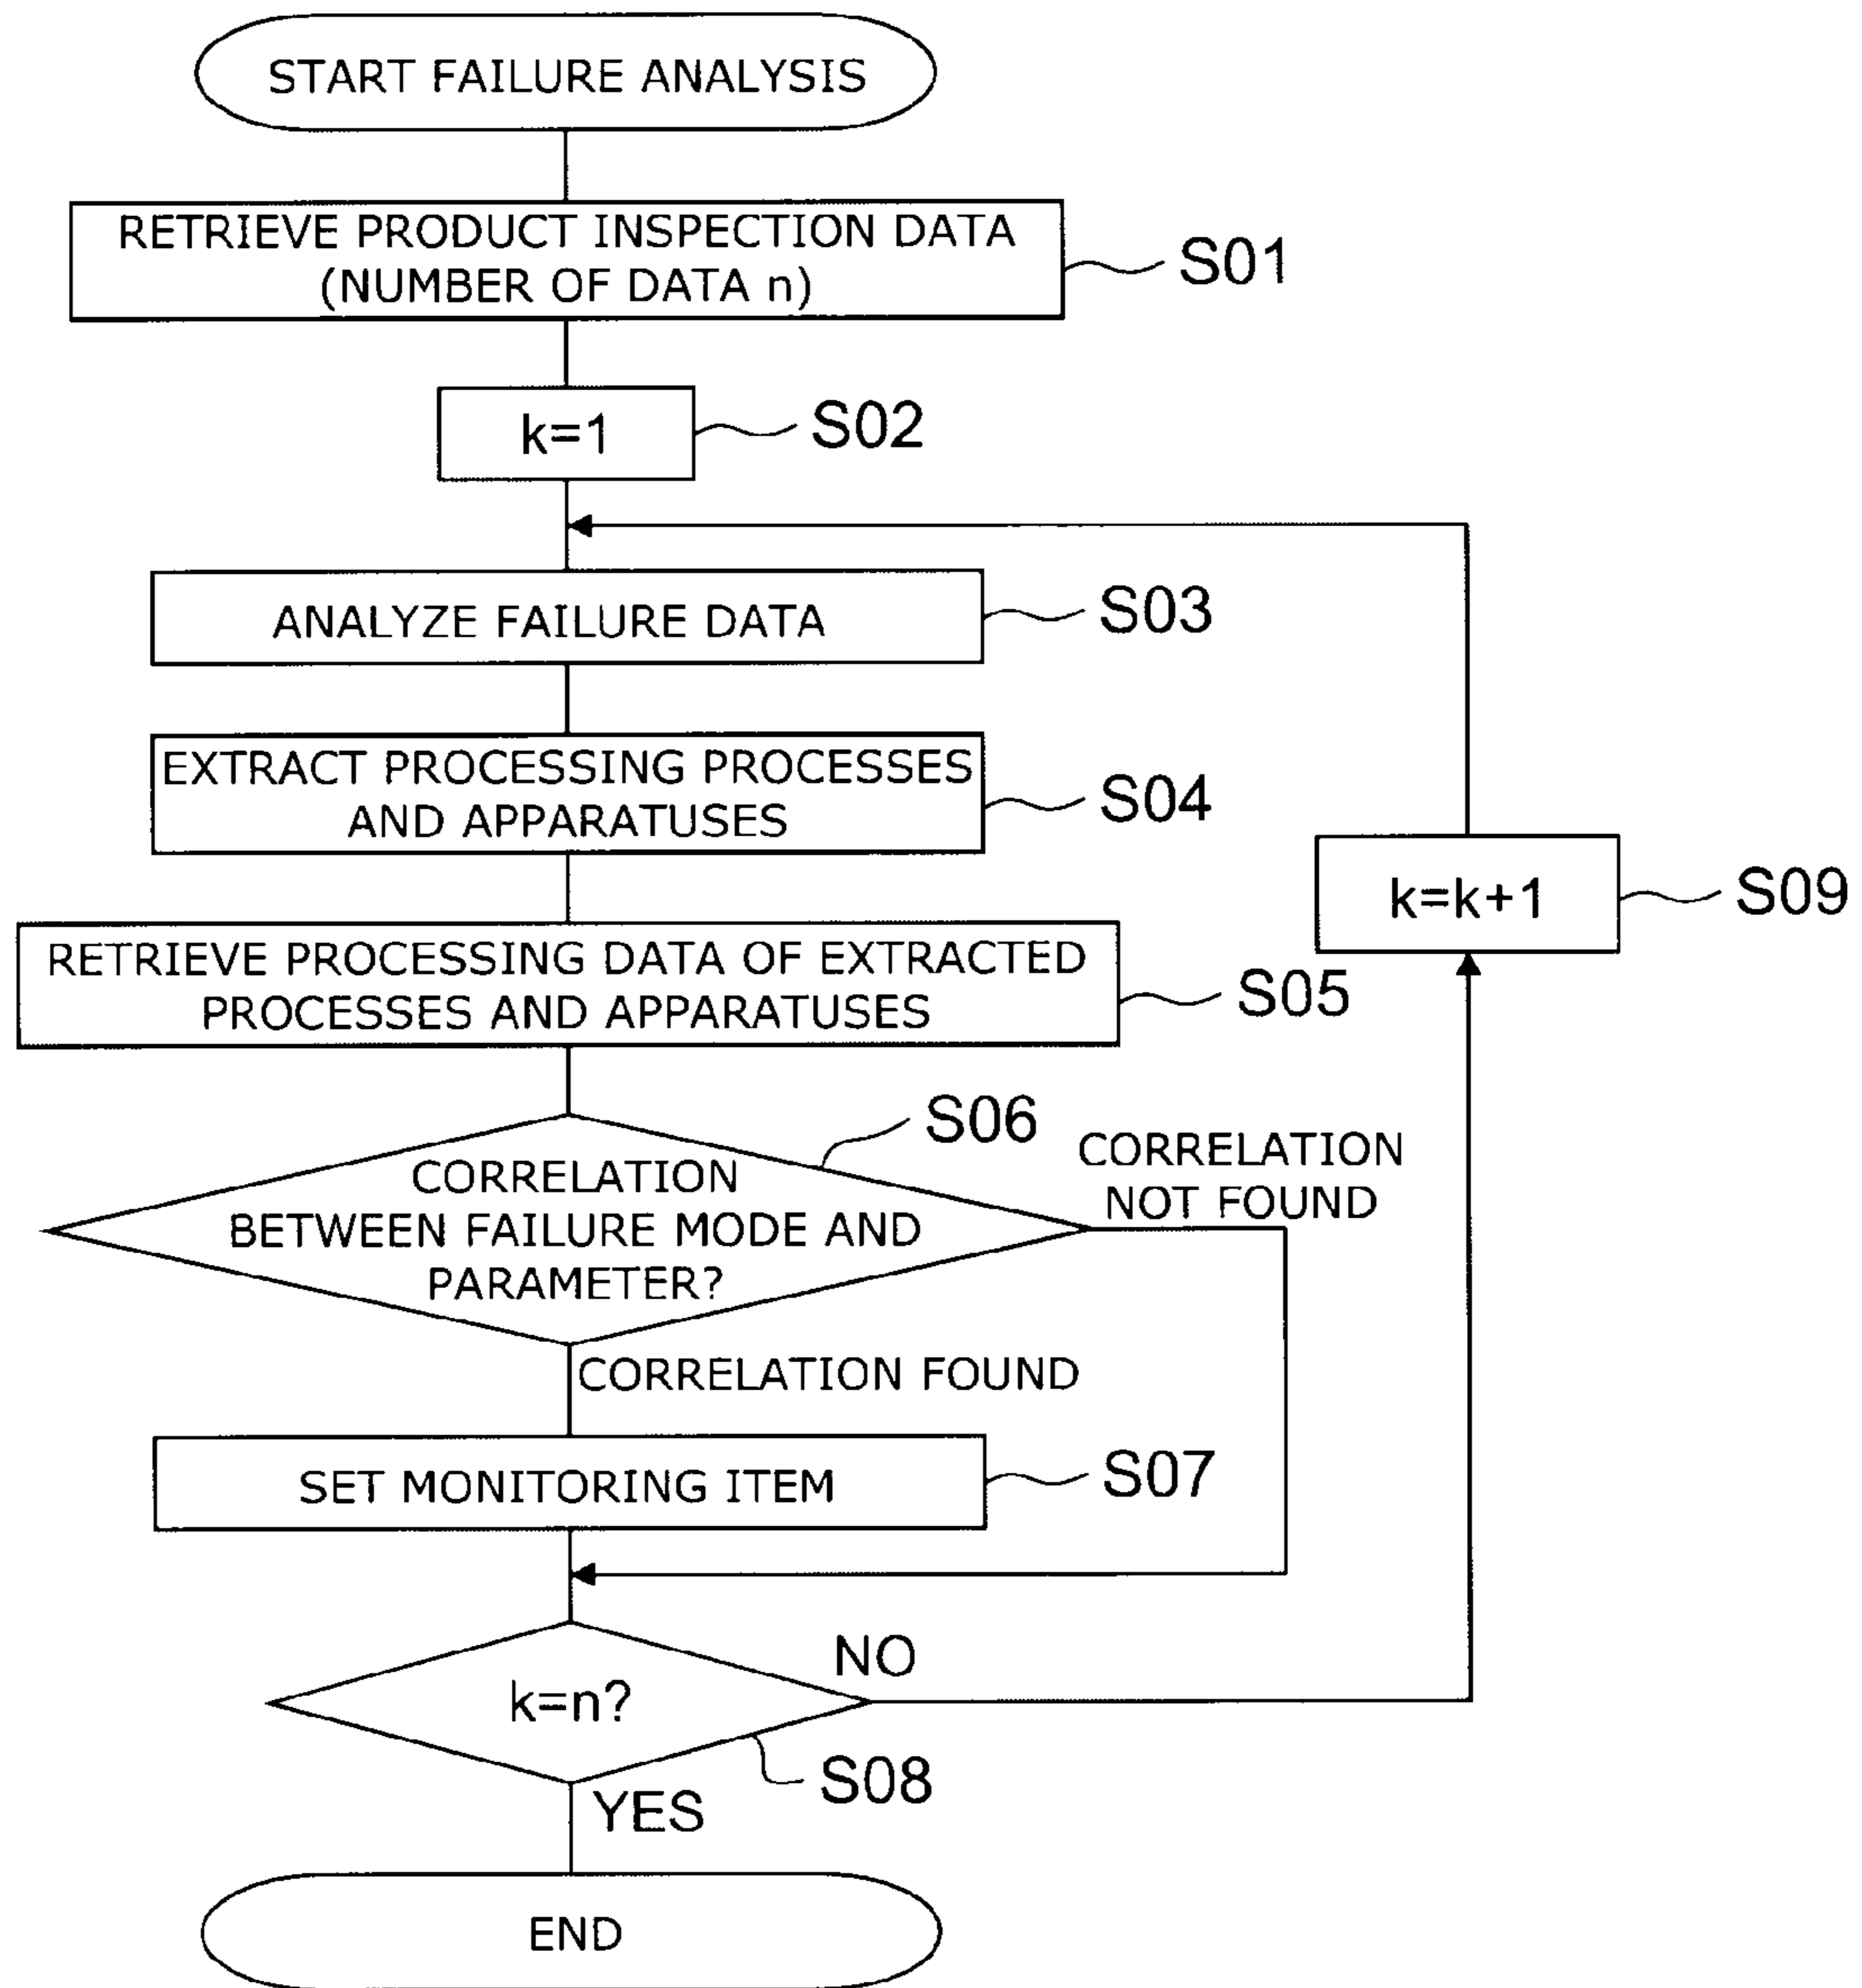 START FAILURE ANALYSIS
RETRIEVE PRODUCT INSPECTION DATA
(NUMBER OF DATA n)
S01
k=1
S02
ANALYZE FAILURE DATA
S03
EXTRACT PROCESSING PROCESSES
AND APPARATUSES
S04
k=k+1
S09
RETRIEVE PROCESSING DATA OF EXTRACTED
PROCESSES AND APPARATUSES
S05
S06
CORRELATION
BETWEEN FAILURE MODE AND
PARAMETER?
CORRELATION
NOT FOUND
CORRELATION FOUND
SET MONITORING ITEM
S07
k=n?
NO
S08
YES
END